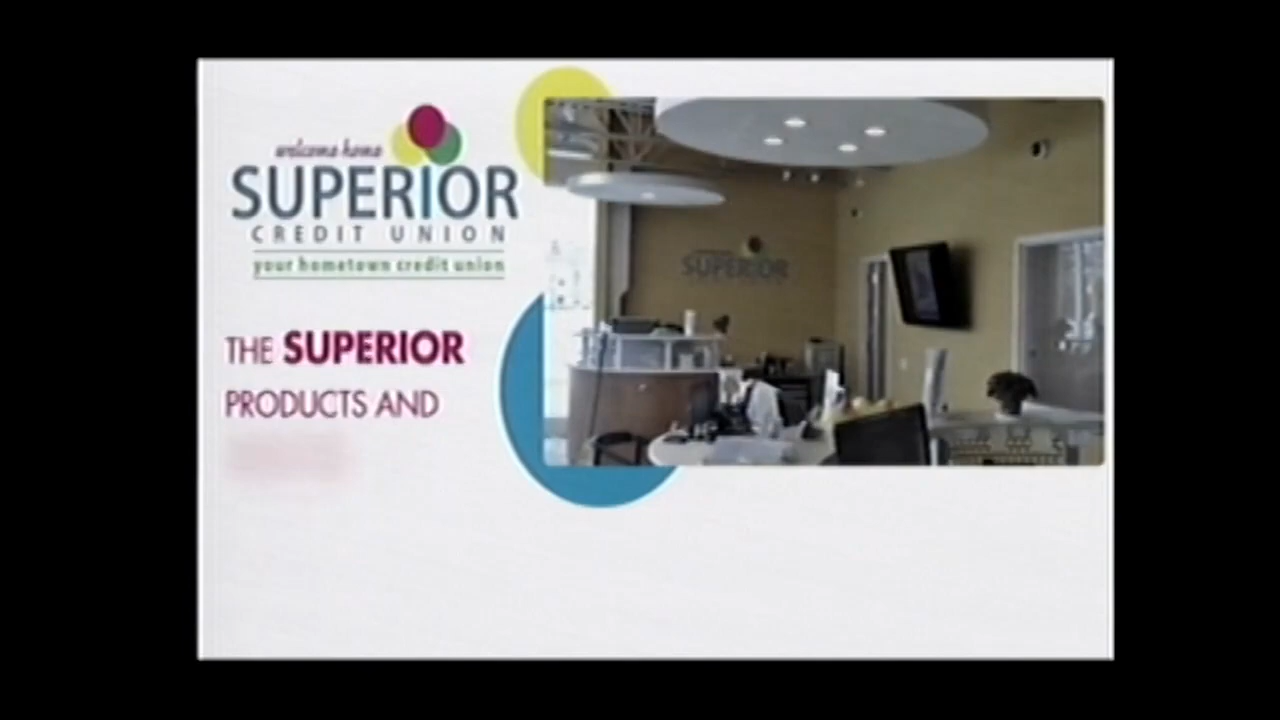 welcome home
SUPERIOR
CREDIT UNION
your hometown credit union
THE SUPERIOR
PRODUCTS AND
SUPERIOR